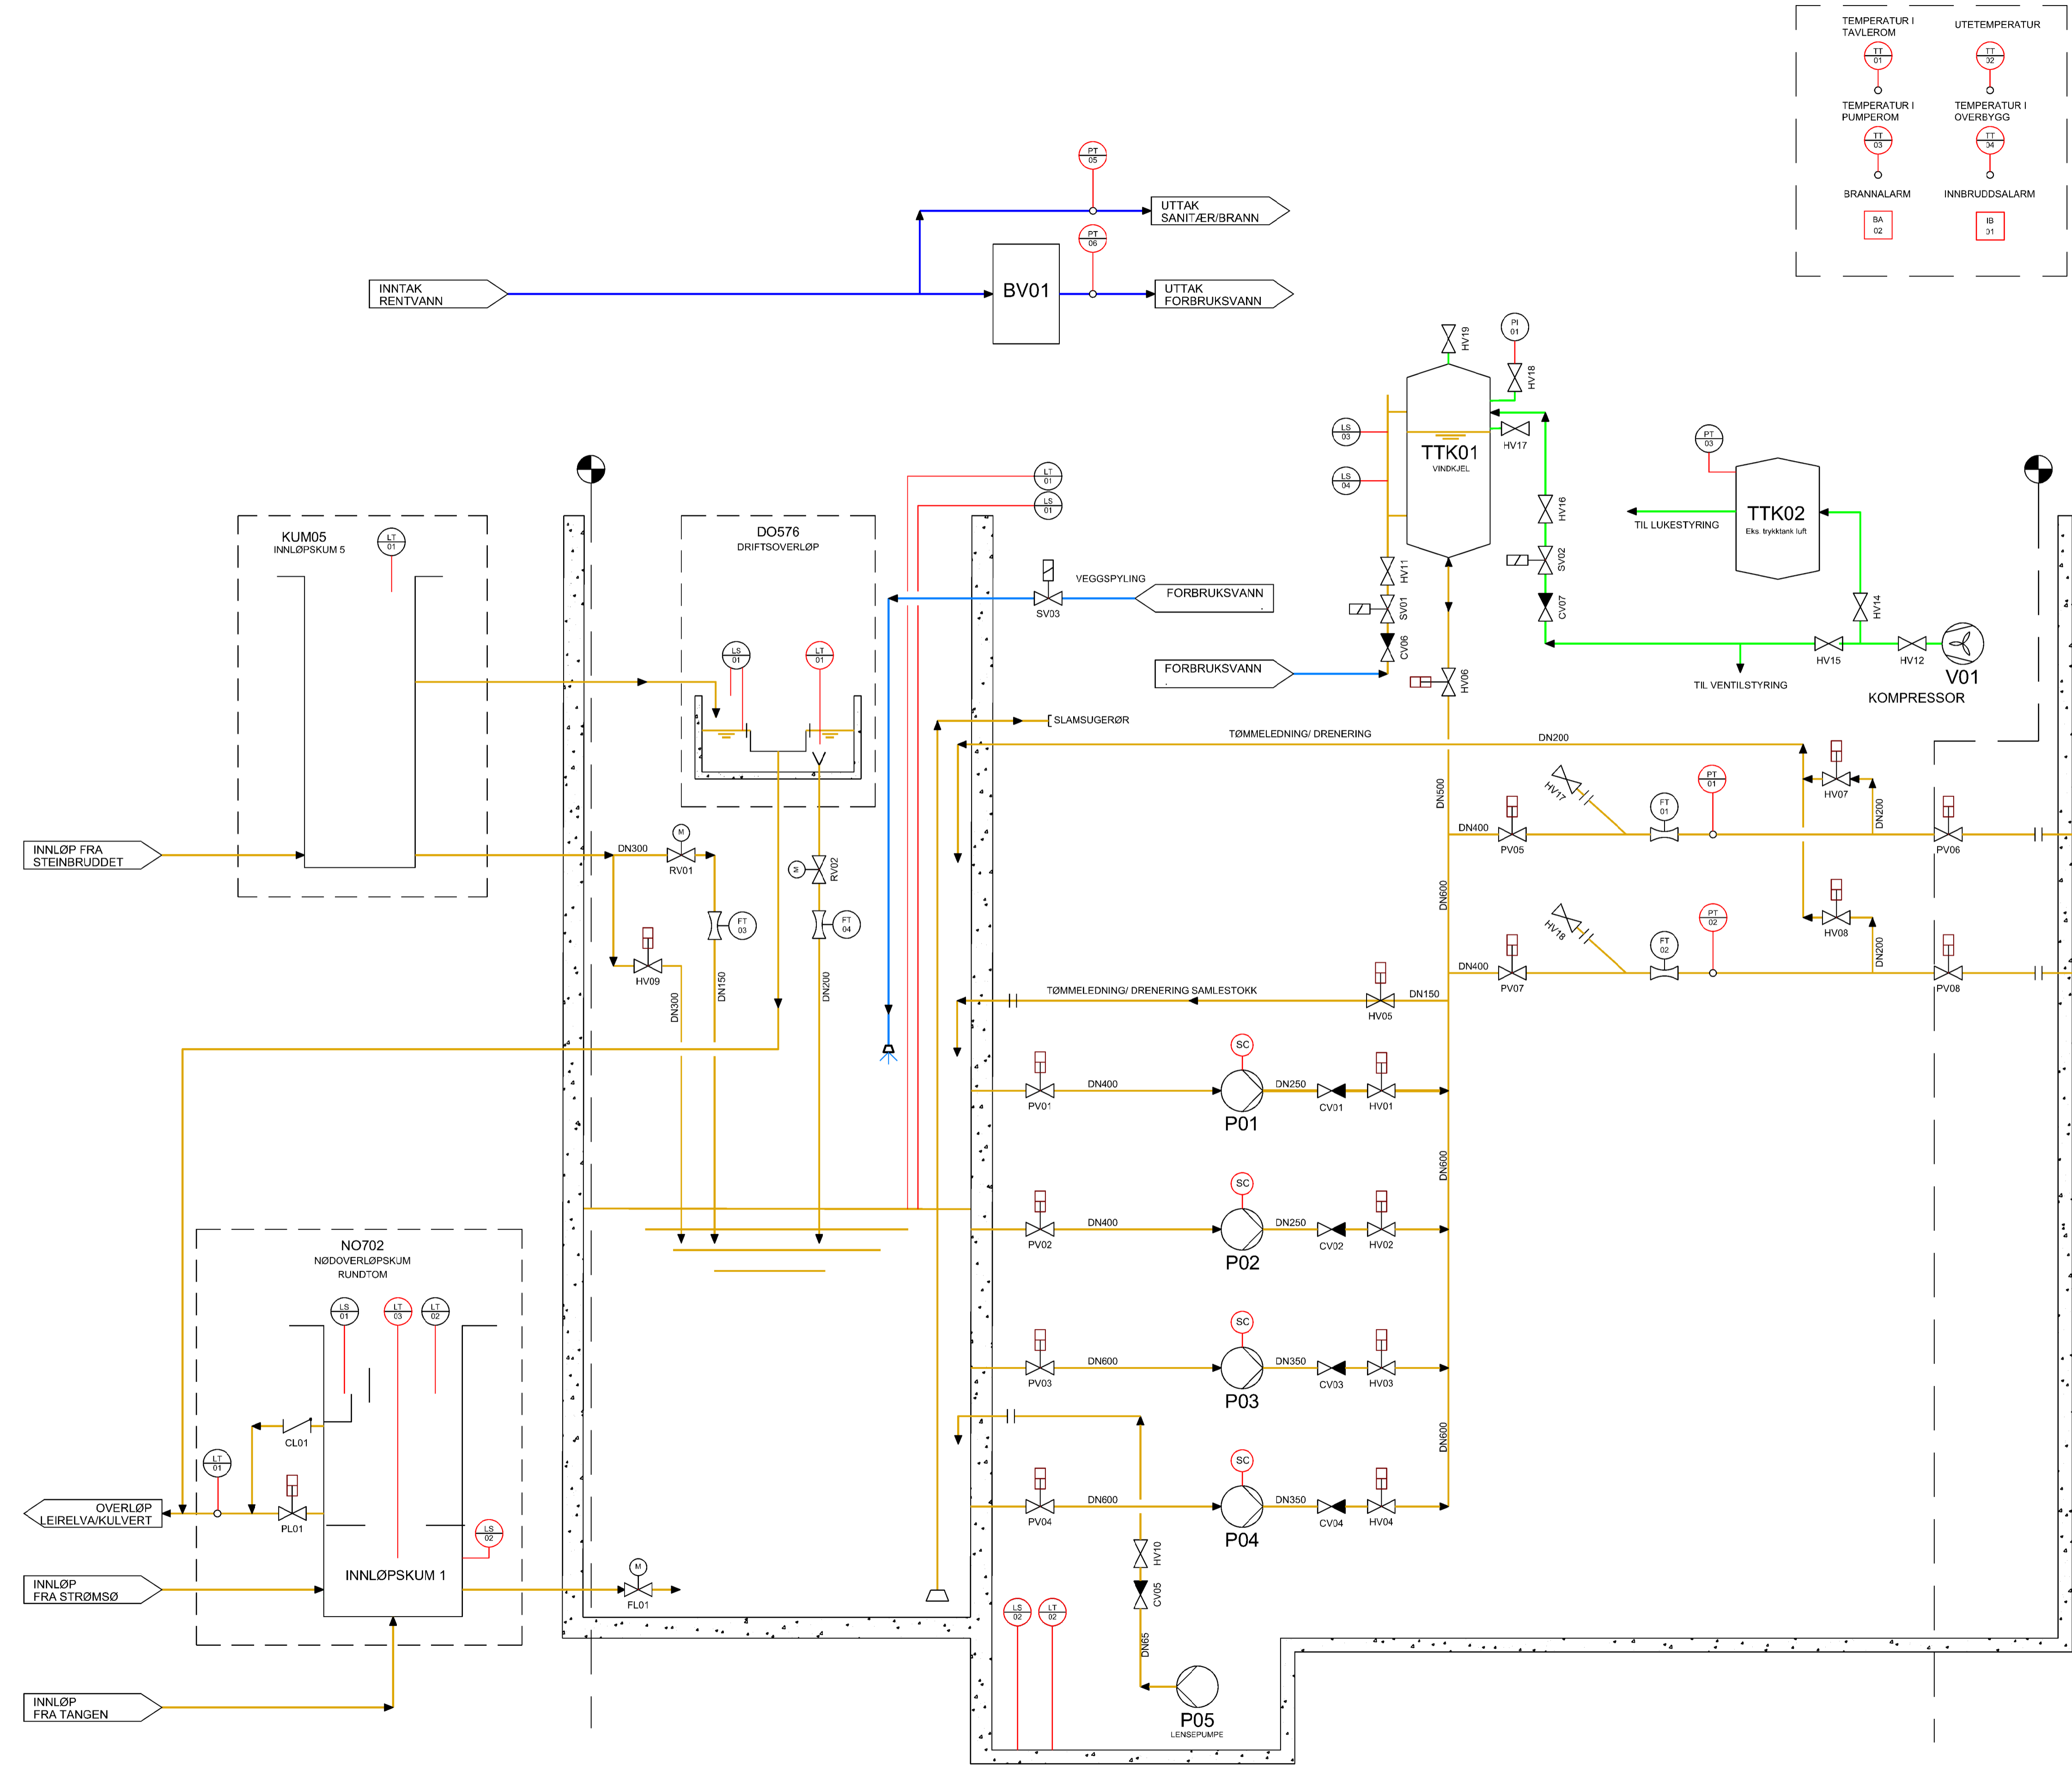 TEMPERATUR I
TAVLEROM
UTETEMPERATUR
TT
01
TT
02
TEMPERATUR I
PUMPEROM
TEMPERATUR I
OVERBYGG
TT
03
TT
04
BRANNALARM
INNBRUDDSALARM
BA
02
IB
01
PT
05
UTTAK
SANITÆR/BRANN
PT
06
INNTAK
RENTVANN
BV01
UTTAK
FORBRUKSVANN
HV19
PI
01
HV18
HV17
LS
03
LS
04
TTK01
VINDKJEL
PT
03
TTK02
Eks. trykktank luft
TIL LUKESTYRING
HV16
SV02
CV07
HV14
HV15
HV12
V01
KOMPRESSOR
TIL VENTILSTYRING
HV11
SV01
CV06
HV06
LT
01
LS
01
KUM05
INNLØPSKUM 5
LT
01
DO576
DRIFTSOVERLØP
LS
01
LT
01
VEGGSPYLING
SV03
FORBRUKSVANN
.
FORBRUKSVANN
.
SLAMSUGERØR
TØMMELEDNING/ DRENERING
DN200
DN500
HV17
FT
01
PT
01
HV07
DN200
DN400
PV05
PV06
INNLØP FRA
STEINBRUDDET
DN300
M
RV01
M
RV02
FT
03
FT
04
HV09
DN300
DN150
DN200
DN600
HV18
FT
02
PT
02
HV08
DN200
DN400
PV07
PV08
TØMMELEDNING/ DRENERING SAMLESTOKK
DN150
HV05
SC
PV01
DN400
P01
DN250
CV01
HV01
DN600
SC
PV02
DN400
P02
DN250
CV02
HV02
SC
PV03
DN600
P03
DN350
CV03
HV03
DN600
SC
PV04
DN600
P04
DN350
CV04
HV04
NO702
NØDOVERLØPSKUM
RUNDTOM
LS
01
LT
03
LT
02
CL01
LT
01
OVERLØP
LEIRELVA/KULVERT
PL01
LS
02
INNLØPSKUM 1
INNLØP
FRA STRØMSØ
M
FL01
INNLØP
FRA TANGEN
HV10
CV05
DN65
LS
02
LT
02
P05
LENSEPUMPE